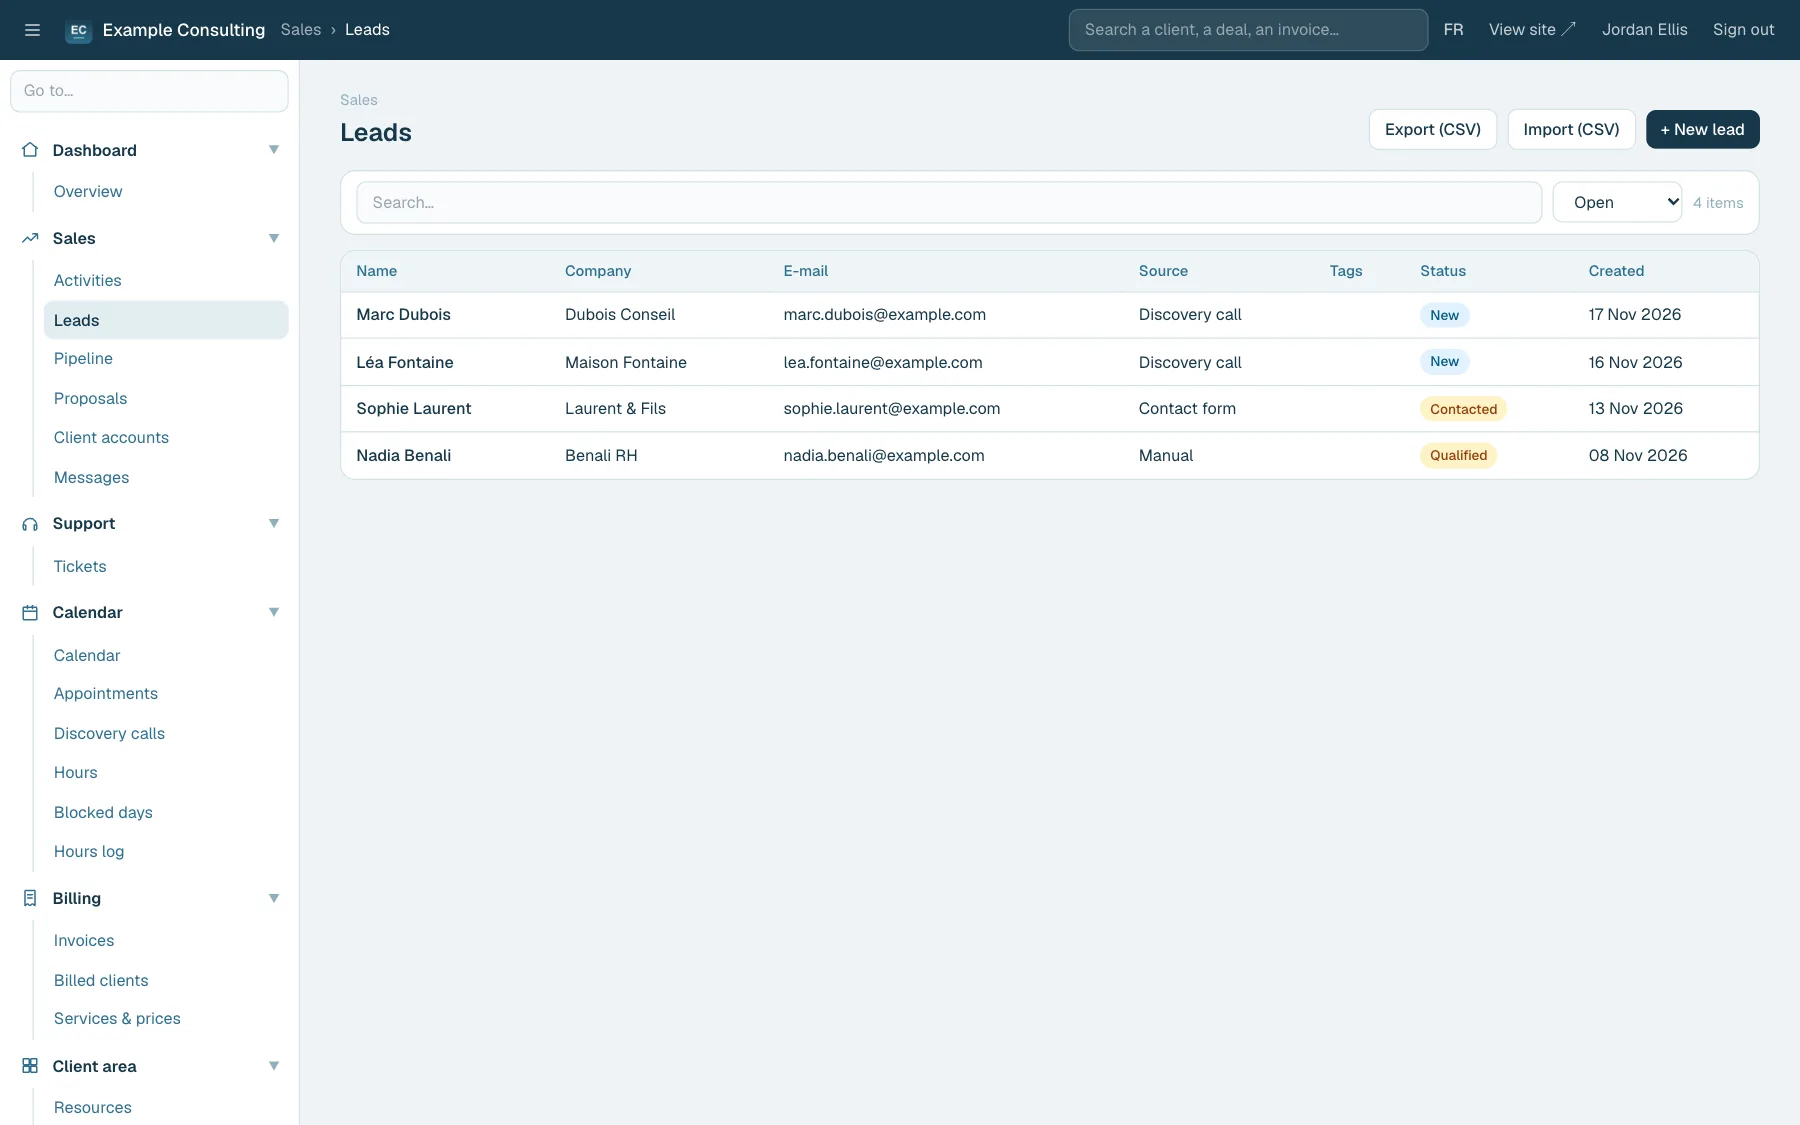 EC Example Consulting Sales › Leads Search a client, a deal, an invoice... FR View site ↗ Jordan Ellis Sign out
Go to...
Dashboard
Overview
Sales
Activities
Leads
Pipeline
Proposals
Client accounts
Messages
Support
Tickets
Calendar
Calendar
Appointments
Discovery calls
Hours
Blocked days
Hours log
Billing
Invoices
Billed clients
Services & prices
Client area
Resources
Sales
Leads
Export (CSV) Import (CSV) + New lead
Search... Open 4 items
Name Company E-mail Source Tags Status Created
Marc Dubois Dubois Conseil marc.dubois@example.com Discovery call New 17 Nov 2026
Léa Fontaine Maison Fontaine lea.fontaine@example.com Discovery call New 16 Nov 2026
Sophie Laurent Laurent & Fils sophie.laurent@example.com Contact form Contacted 13 Nov 2026
Nadia Benali Benali RH nadia.benali@example.com Manual Qualified 08 Nov 2026